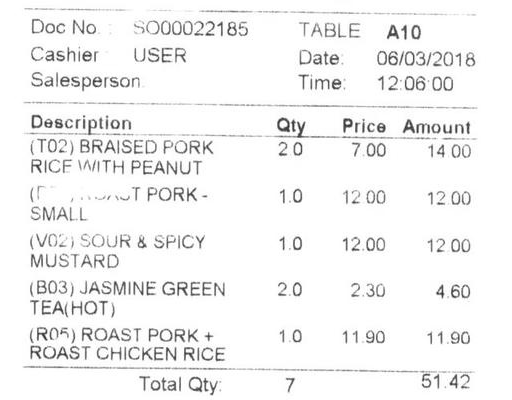 Doc No. : SO00022185 TABLE A10
Cashier USER Date: 06/03/2018
Salesperson Time: 12:06:00
Description Qty Price Amount
(T02) BRAISED PORK 2.0 7.00 14.00
RICE WITH PEANUT
PORK - 1.0 12.00 12.00
SMALL
(V02) SOUR & SPICY 1.0 12.00 12.00
MUSTARD
(B03) JASMINE GREEN 2.0 2.30 4.60
TEA(HOT)
(R05) ROAST PORK + 1.0 11.90 11.90
ROAST CHICKEN RICE
Total Qty: 7 51.42